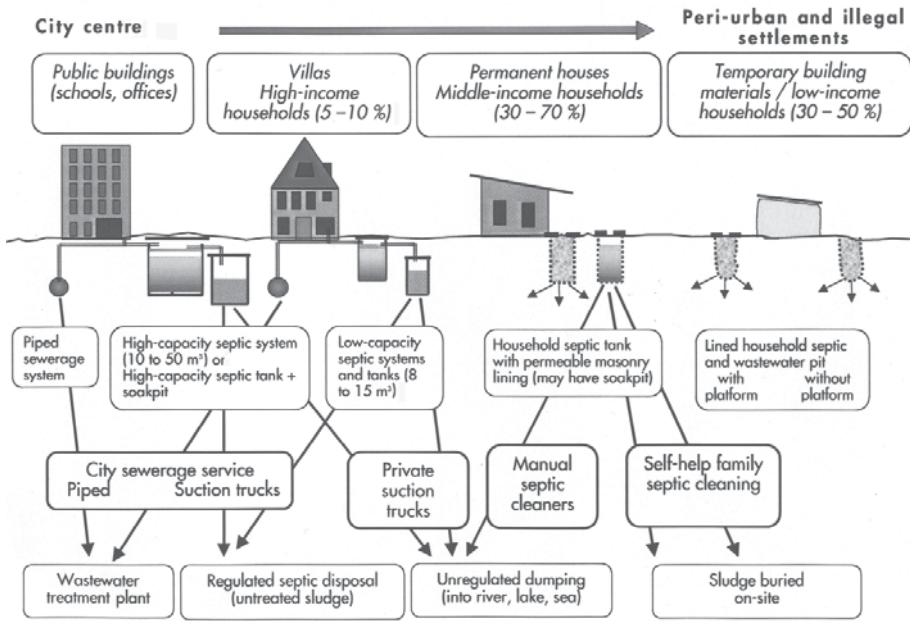 City centre
Peri-urban and illegal
settlements
Public buildings
(schools, offices)
Villas
High-income
households (5 –10 %)
Permanent houses
Middle-income households
(30 – 70 %)
Temporary building
materials / low-income
households (30 – 50 %)
Piped
sewerage
system
High-capacity septic system
(10 to 50 m³) or
High-capacity septic tank +
soakpit
Low-capacity
septic systems
and tanks (8
to 15 m³)
Household septic tank
with permeable masonry
lining (may have soakpit)
Lined household septic
and wastewater pit
with without
platform platform
City sewerage service
Piped Suction trucks
Private
suction
trucks
Manual
septic
cleaners
Self-help family
septic cleaning
Wastewater
treatment plant
Regulated septic disposal
(untreated sludge)
Unregulated dumping
(into river, lake, sea)
Sludge buried
on-site